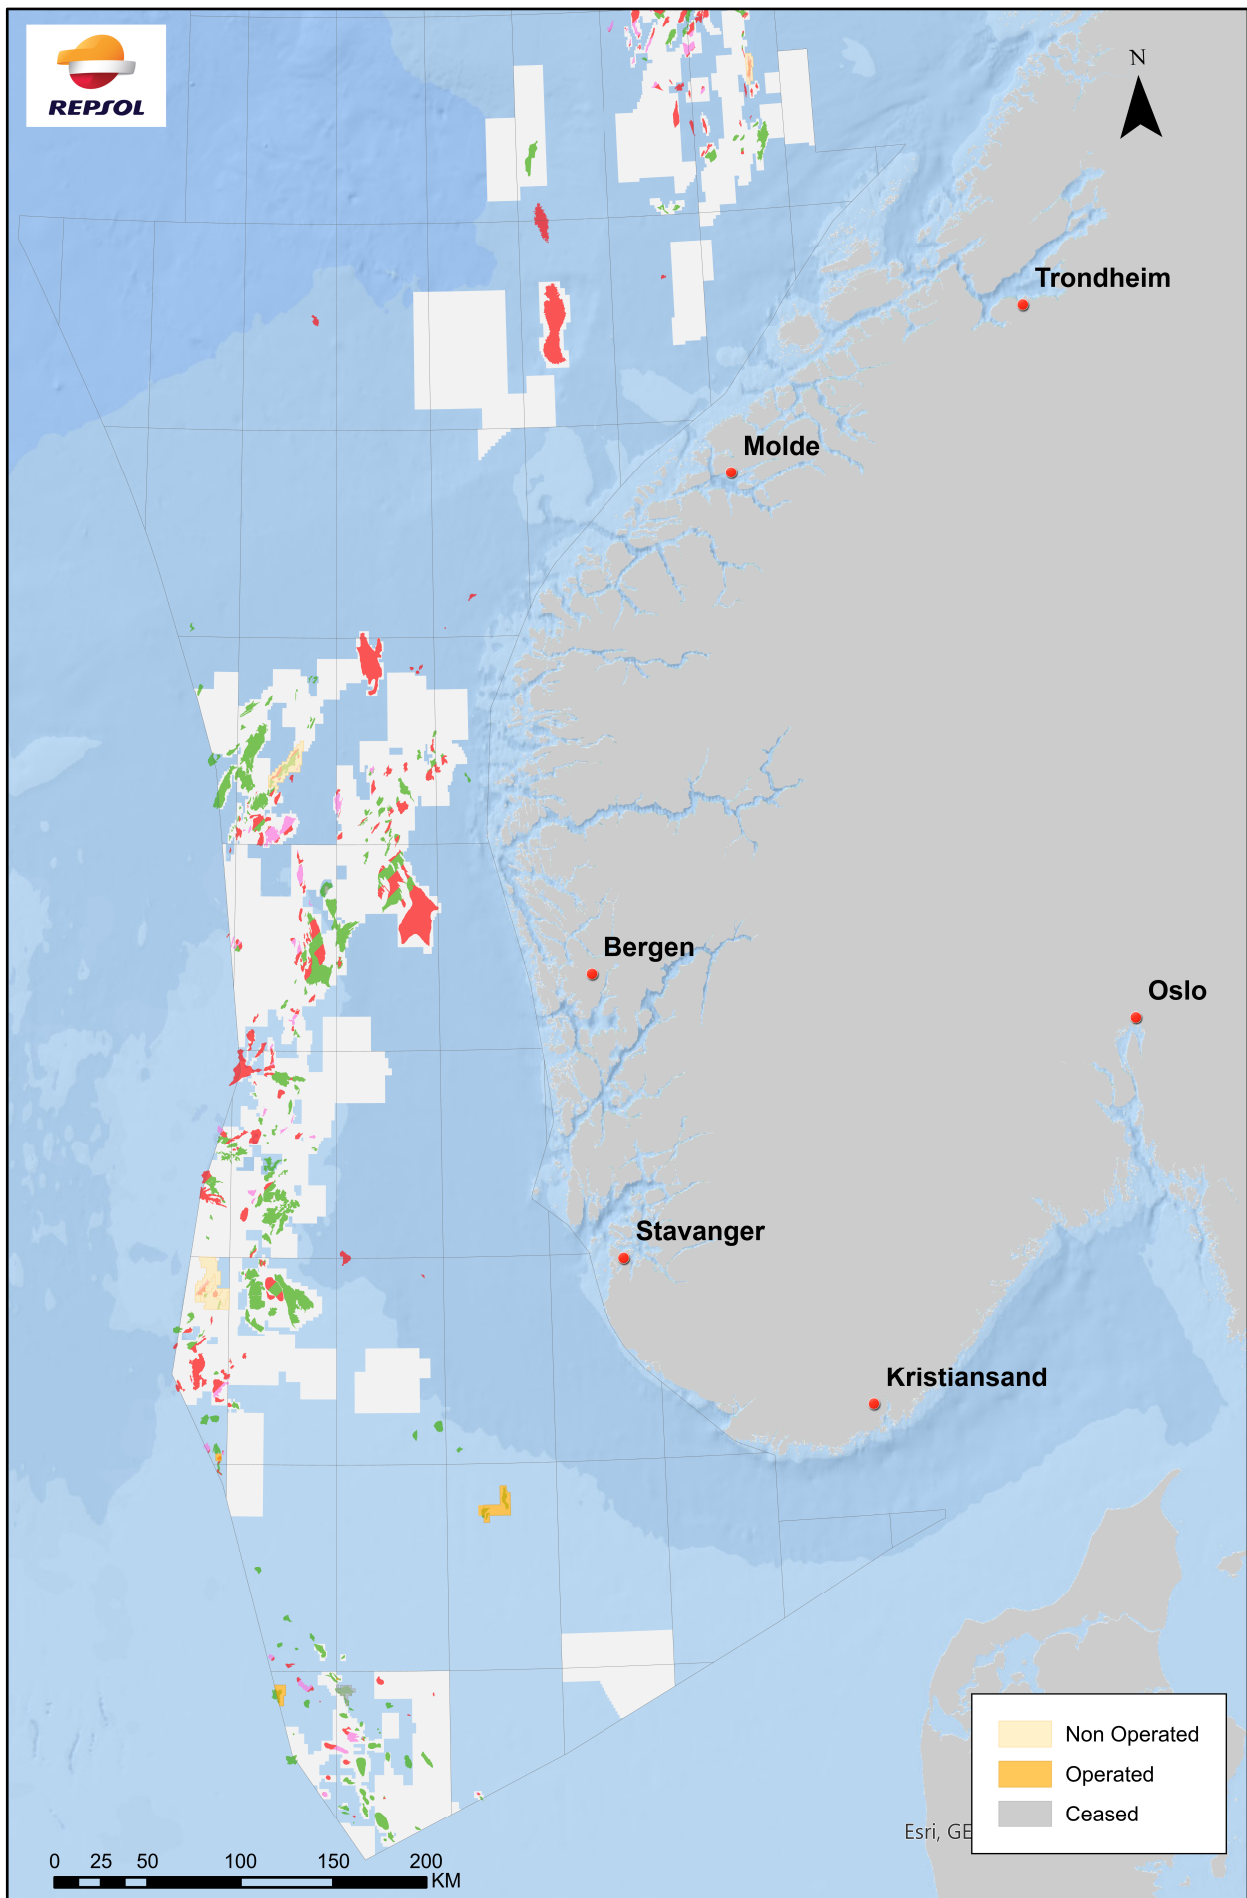 REPSOL
N
Trondheim
Molde
Bergen
Oslo
Stavanger
Kristiansand
Non Operated
Operated
Ceased
Esri, GE
0 25 50 100 150 200
KM